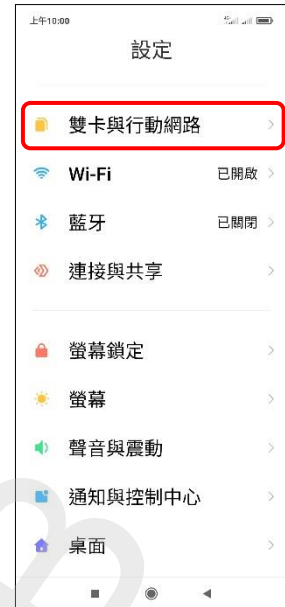 上午10:00
設定
雙卡與行動網路
Wi-Fi 已開啟
藍牙 已關閉
連接與共享
螢幕鎖定
螢幕
聲音與震動
通知與控制中心
桌面